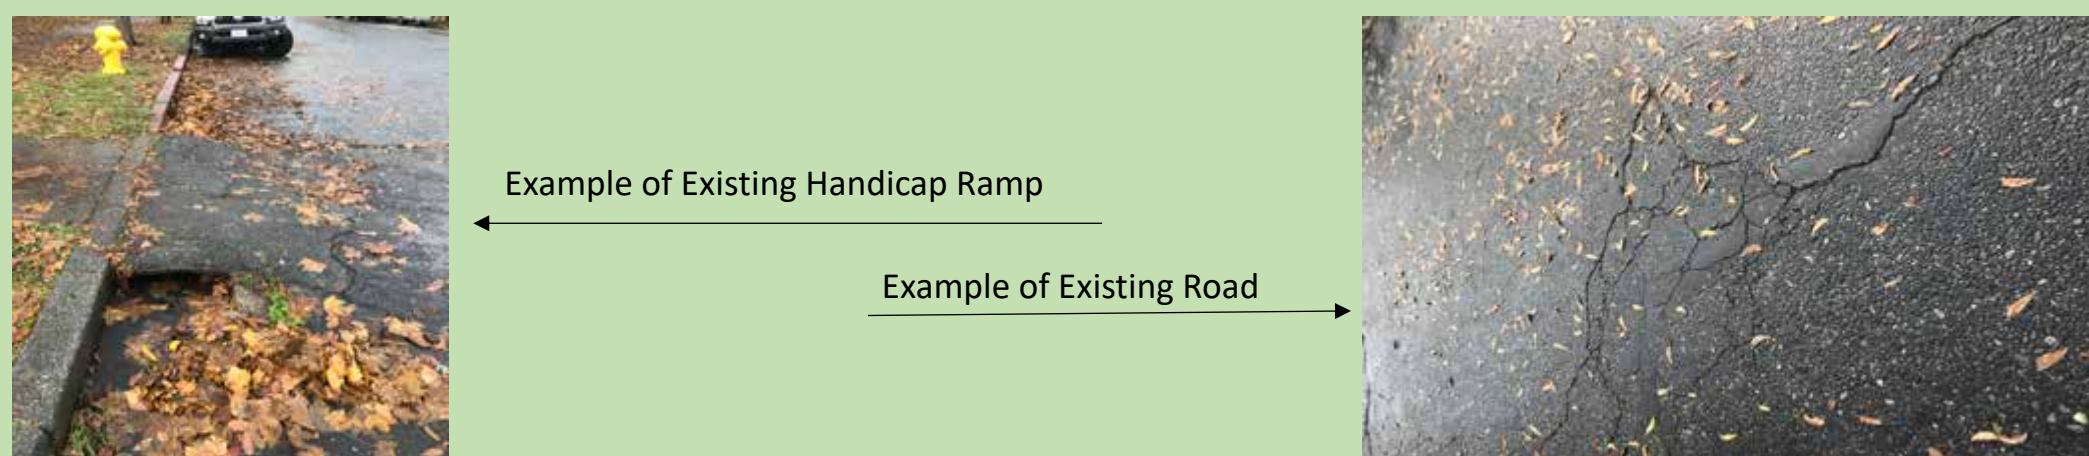 Example of Existing Handicap Ramp
Example of Existing Road